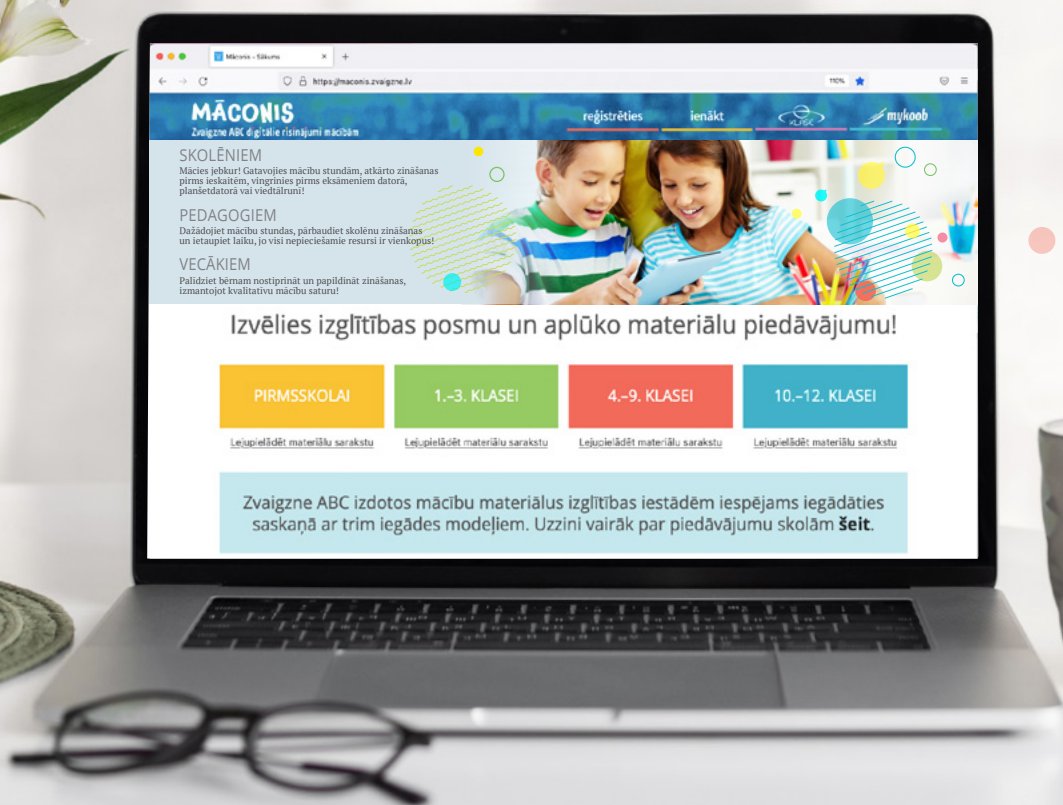 Māconis – Sākums
https://maconis.zvaigzne.lv
110%
MĀCONIS
Zvaigzne ABC digitālie risinājumi mācībām
reģistrēties
ienākt
e KLASE
mykoob
SKOLĒNIEM
Mācies jebkur! Gatavojies mācību stundām, atkārto zināšanas
pirms ieskaitēm, vingrinies pirms eksāmeniem datorā,
planšetdatorā vai viedtālrunī!
PEDAGOGIEM
Dažādojiet mācību stundas, pārbaudiet skolēnu zināšanas
un ietaupiet laiku, jo visi nepieciešamie resursi ir vienkopus!
VECĀKIEM
Palīdziet bērnam nostiprināt un papildināt zināšanas,
izmantojot kvalitatīvu mācību saturu!
Izvēlies izglītības posmu un aplūko materiālu piedāvājumu!
PIRMSSKOLAI
1.–3. KLASEI
4.–9. KLASEI
10.–12. KLASEI
Lejupielādēt materiālu sarakstu
Lejupielādēt materiālu sarakstu
Lejupielādēt materiālu sarakstu
Lejupielādēt materiālu sarakstu
Zvaigzne ABC izdotos mācību materiālus izglītības iestādēm iespējams iegādāties
saskaņā ar trim iegādes modeļiem. Uzzini vairāk par piedāvājumu skolām šeit.